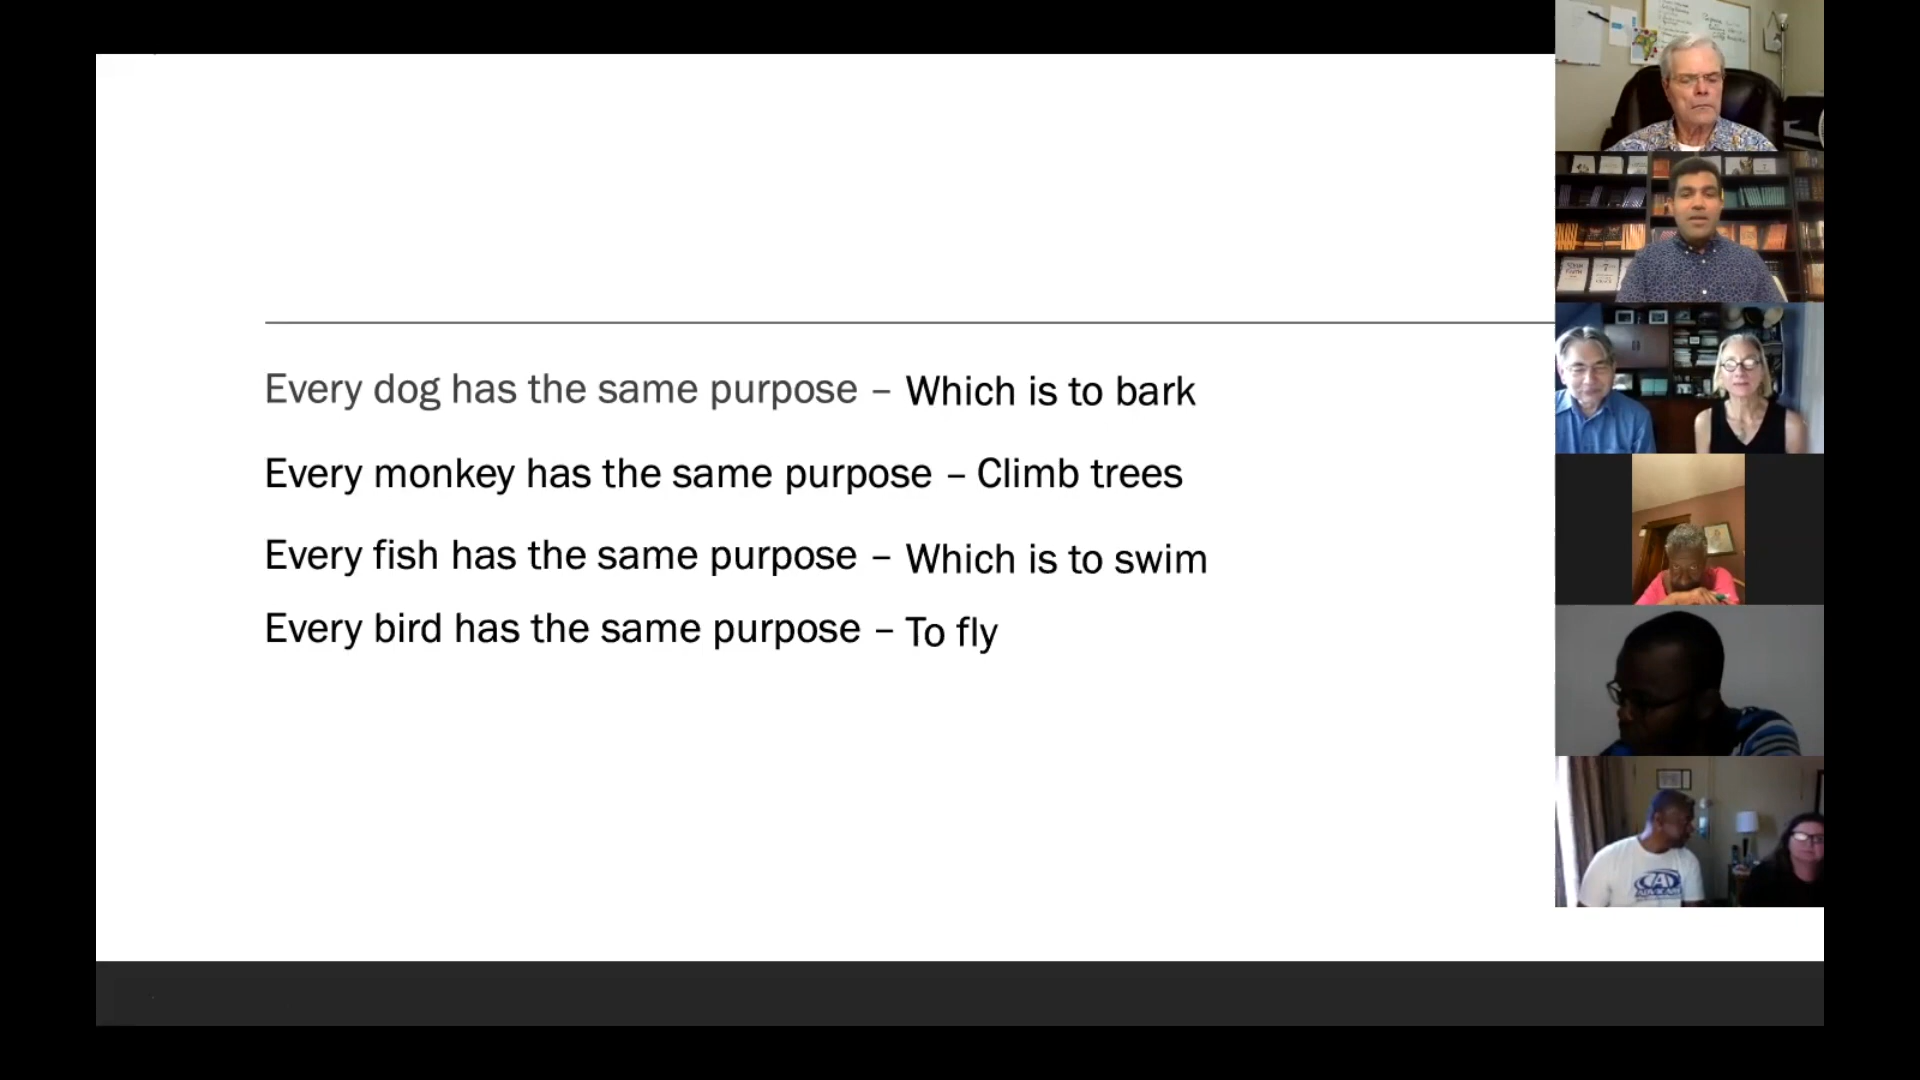 Every dog has the same purpose – Which is to bark
Every monkey has the same purpose – Climb trees
Every fish has the same purpose – Which is to swim
Every bird has the same purpose – To fly